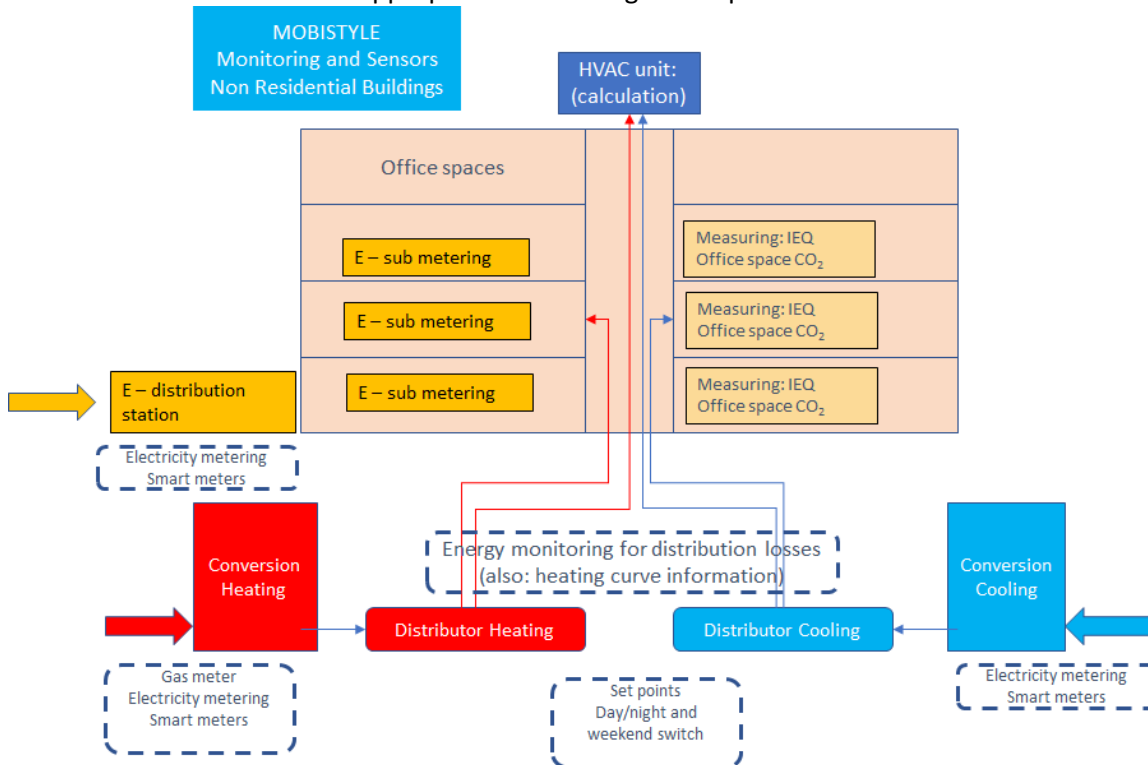 MOBISTYLE
Monitoring and Sensors
Non Residential Buildings
HVAC unit:
(calculation)
Office spaces
E – sub metering
Measuring: IEQ
Office space CO₂
E – sub metering
Measuring: IEQ
Office space CO₂
E – sub metering
Measuring: IEQ
Office space CO₂
E – distribution
station
Electricity metering
Smart meters
Conversion
Heating
Energy monitoring for distribution losses
(also: heating curve information)
Conversion
Cooling
Distributor Heating
Distributor Cooling
Gas meter
Electricity metering
Smart meters
Set points
Day/night and
weekend switch
Electricity metering
Smart meters